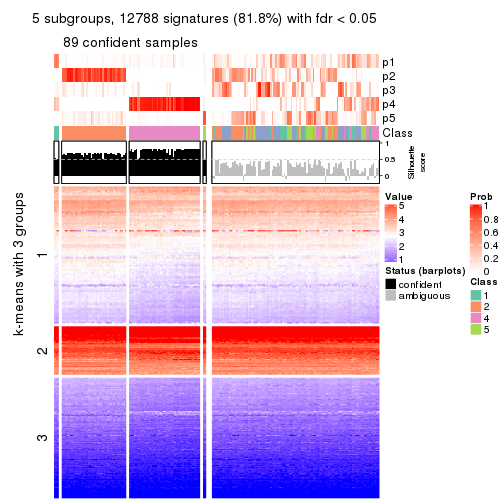 5 subgroups, 12788 signatures (81.8%) with fdr < 0.05
89 confident samples
p1
p2
p3
p4
p5
Class
1
0.5
0
Silhouette
score
k-means with 3 groups
1
2
3
Value
5
4
3
2
1
Status (barplots)
confident
ambiguous
Prob
1
0.8
0.6
0.4
0.2
0
Class
1
2
4
5